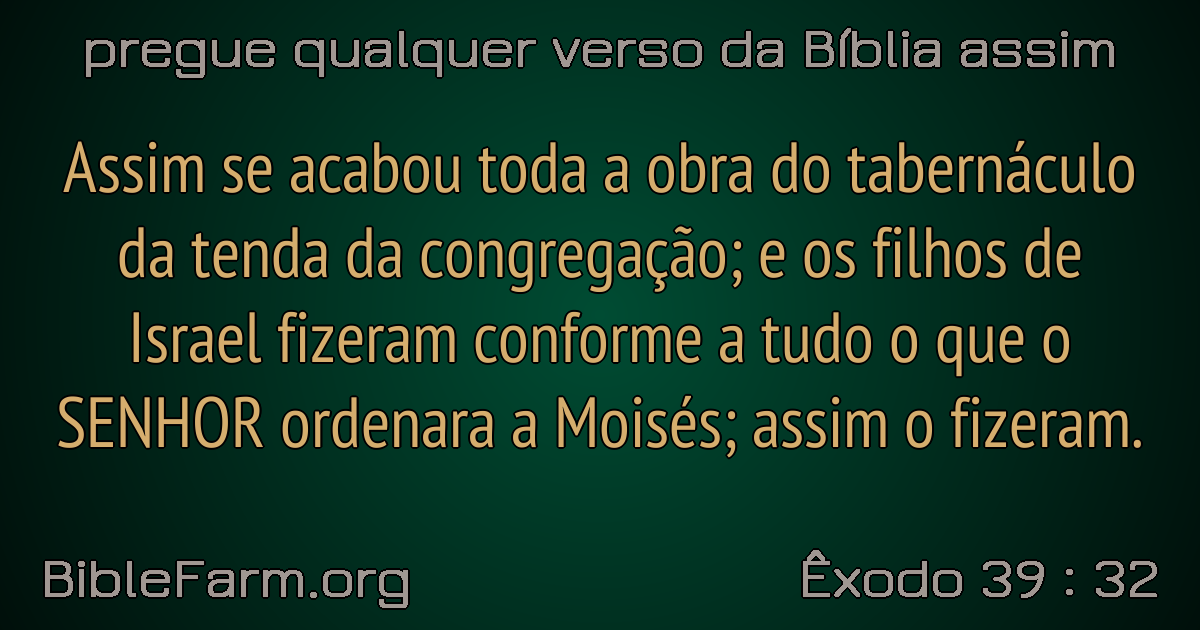 pregue qualquer verso da Bíblia assim
Assim se acabou toda a obra do tabernáculo
da tenda da congregação; e os filhos de
Israel fizeram conforme a tudo o que o
SENHOR ordenara a Moisés; assim o fizeram.
BibleFarm.org
Êxodo 39 : 32